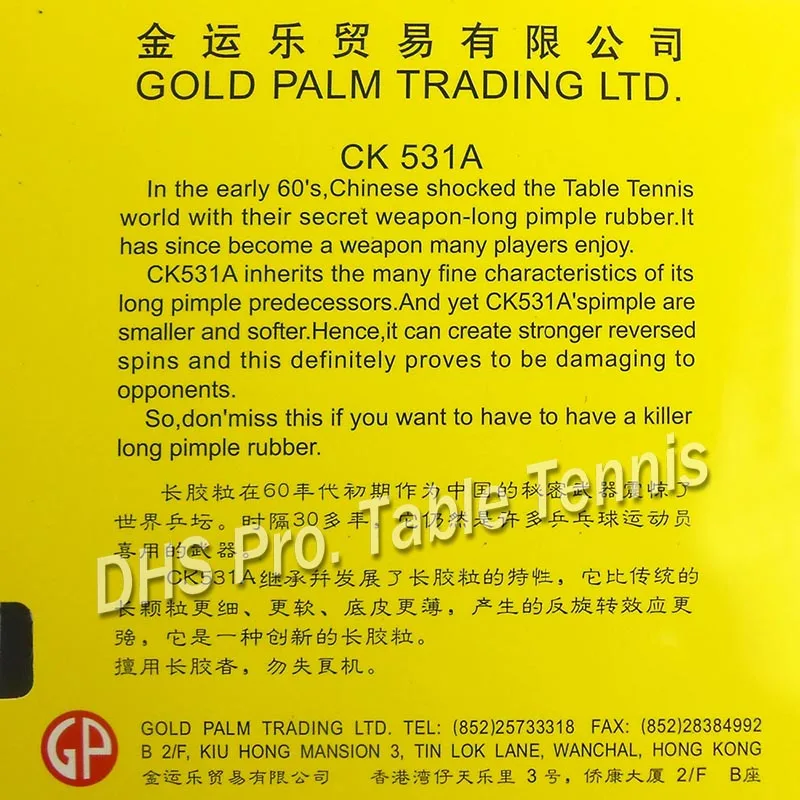 金运乐贸易有限公司
GOLD PALM TRADING LTD.
CK 531A
In the early 60's,Chinese shocked the Table Tennis
world with their secret weapon-long pimple rubber.It
has since become a weapon many players enjoy.
CK531A inherits the many fine characteristics of its
long pimple predecessors.And yet CK531A'spimple are
smaller and softer.Hence,it can create stronger reversed
spins and this definitely proves to be damaging to
opponents.
So,don'miss this if you want to have to have a killer
long pimple rubber.
长胶粒在60年代初期作为中国的秘密武器震惊了
世界乒坛。时隔30多年，它仍然是许多乒乓球运动员
喜用的武器。
CK531A继承并发展了长胶粒的特性，它比传统的
长颗粒更细、更软、底皮更薄，产生的反旋转效应更
强，它是一种创新的长胶粒。
擅用长胶者，勿失良机。
DHS Pro. Table Tennis
GP
GOLD PALM TRADING LTD. TEL: (852)25733318 FAX: (852)28384992
B 2/F, KIU HONG MANSION 3, TIN LOK LANE, WANCHAL, HONG KONG
金运乐贸易有限公司 香港湾仔天乐里 3号，侨康大厦 2/F B座